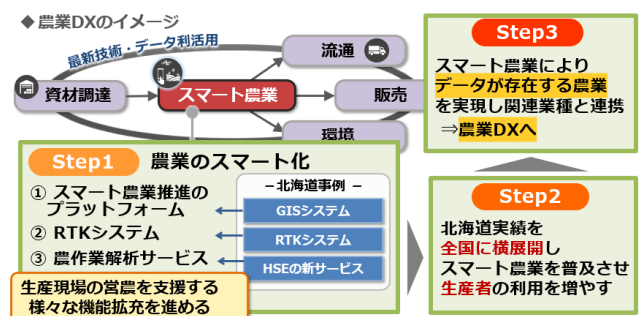 ◆農業DXのイメージ
最新技術・データ利活用
資材調達
スマート農業
流通
販売
環境
Step1 農業のスマート化
① スマート農業推進の
プラットフォーム
② RTKシステム
③ 農作業解析サービス
－北海道事例－
GISシステム
RTKシステム
HSEの新サービス
生産現場の営農を支援する
様々な機能拡充を進める
Step2
北海道実績を
全国に横展開し
スマート農業を普及させ
生産者の利用を増やす
Step3
スマート農業により
データが存在する農業
を実現し関連業種と連携
⇒農業DXへ